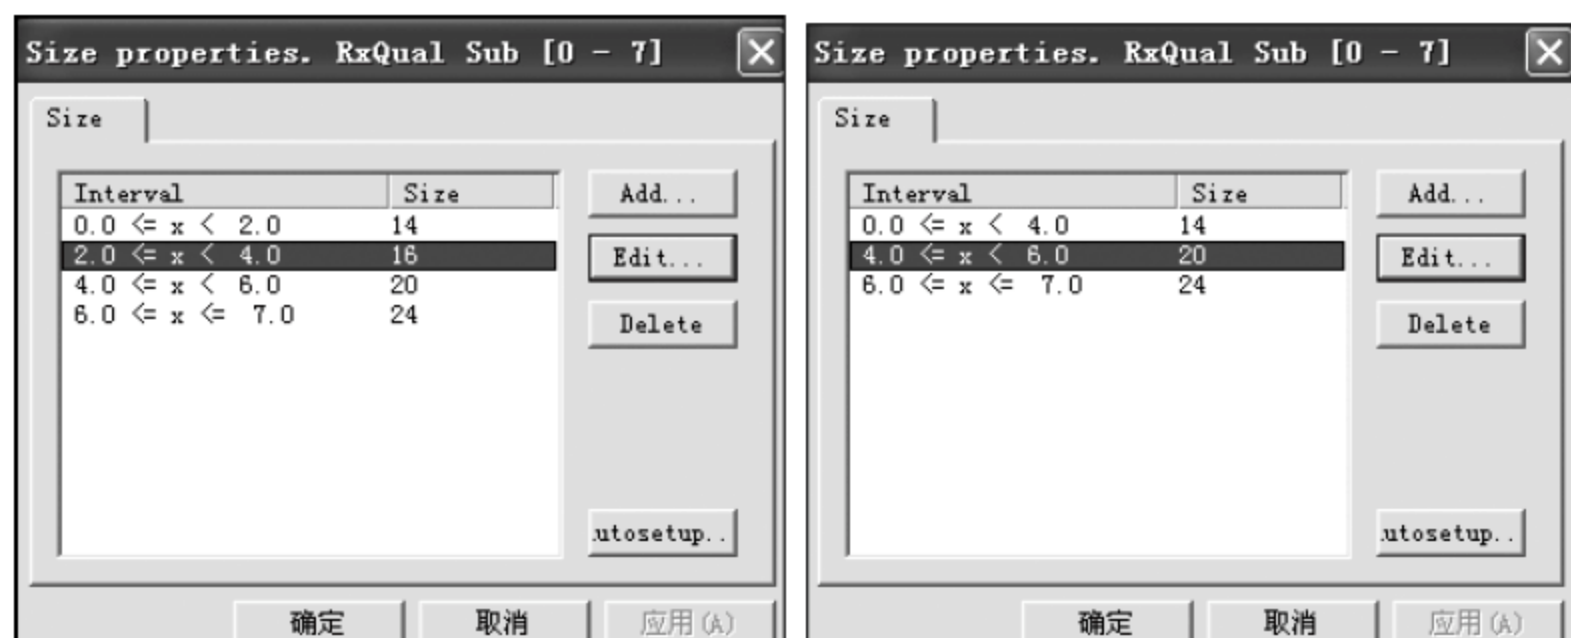 Size properties. RxQual Sub [0 - 7]
Size
Interval Size
0.0 <= x < 2.0 14
2.0 <= x < 4.0 16
4.0 <= x < 6.0 20
6.0 <= x <= 7.0 24
Add...
Edit...
Delete
utosetup..
确定 取消 应用(A)
Size properties. RxQual Sub [0 - 7]
Size
Interval Size
0.0 <= x < 4.0 14
4.0 <= x < 6.0 20
6.0 <= x <= 7.0 24
Add...
Edit...
Delete
utosetup..
确定 取消 应用(A)